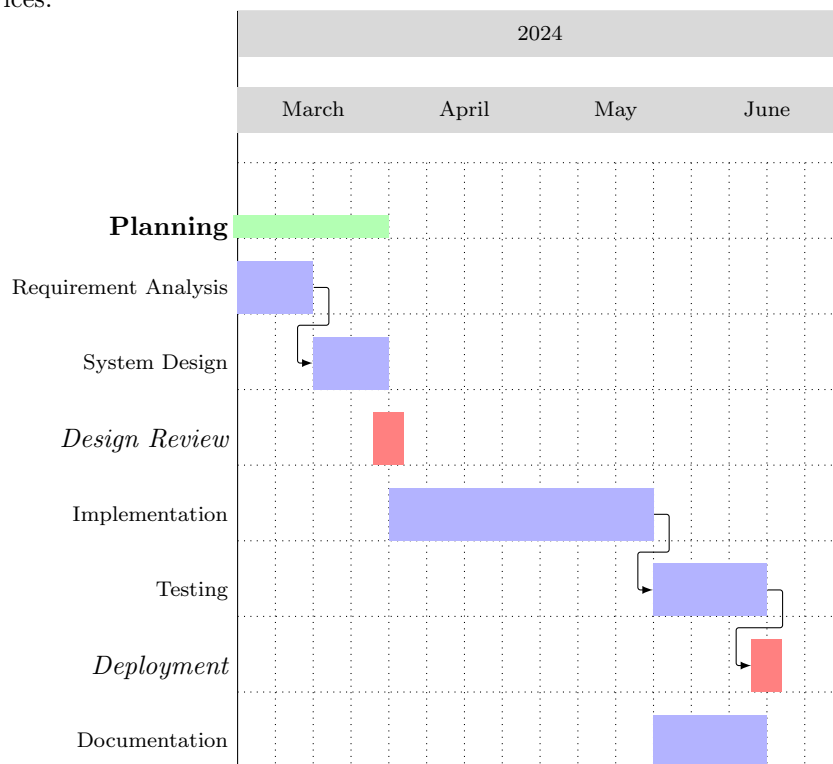 2024
March April May June
Planning
Requirement Analysis
System Design
Design Review
Implementation
Testing
Deployment
Documentation